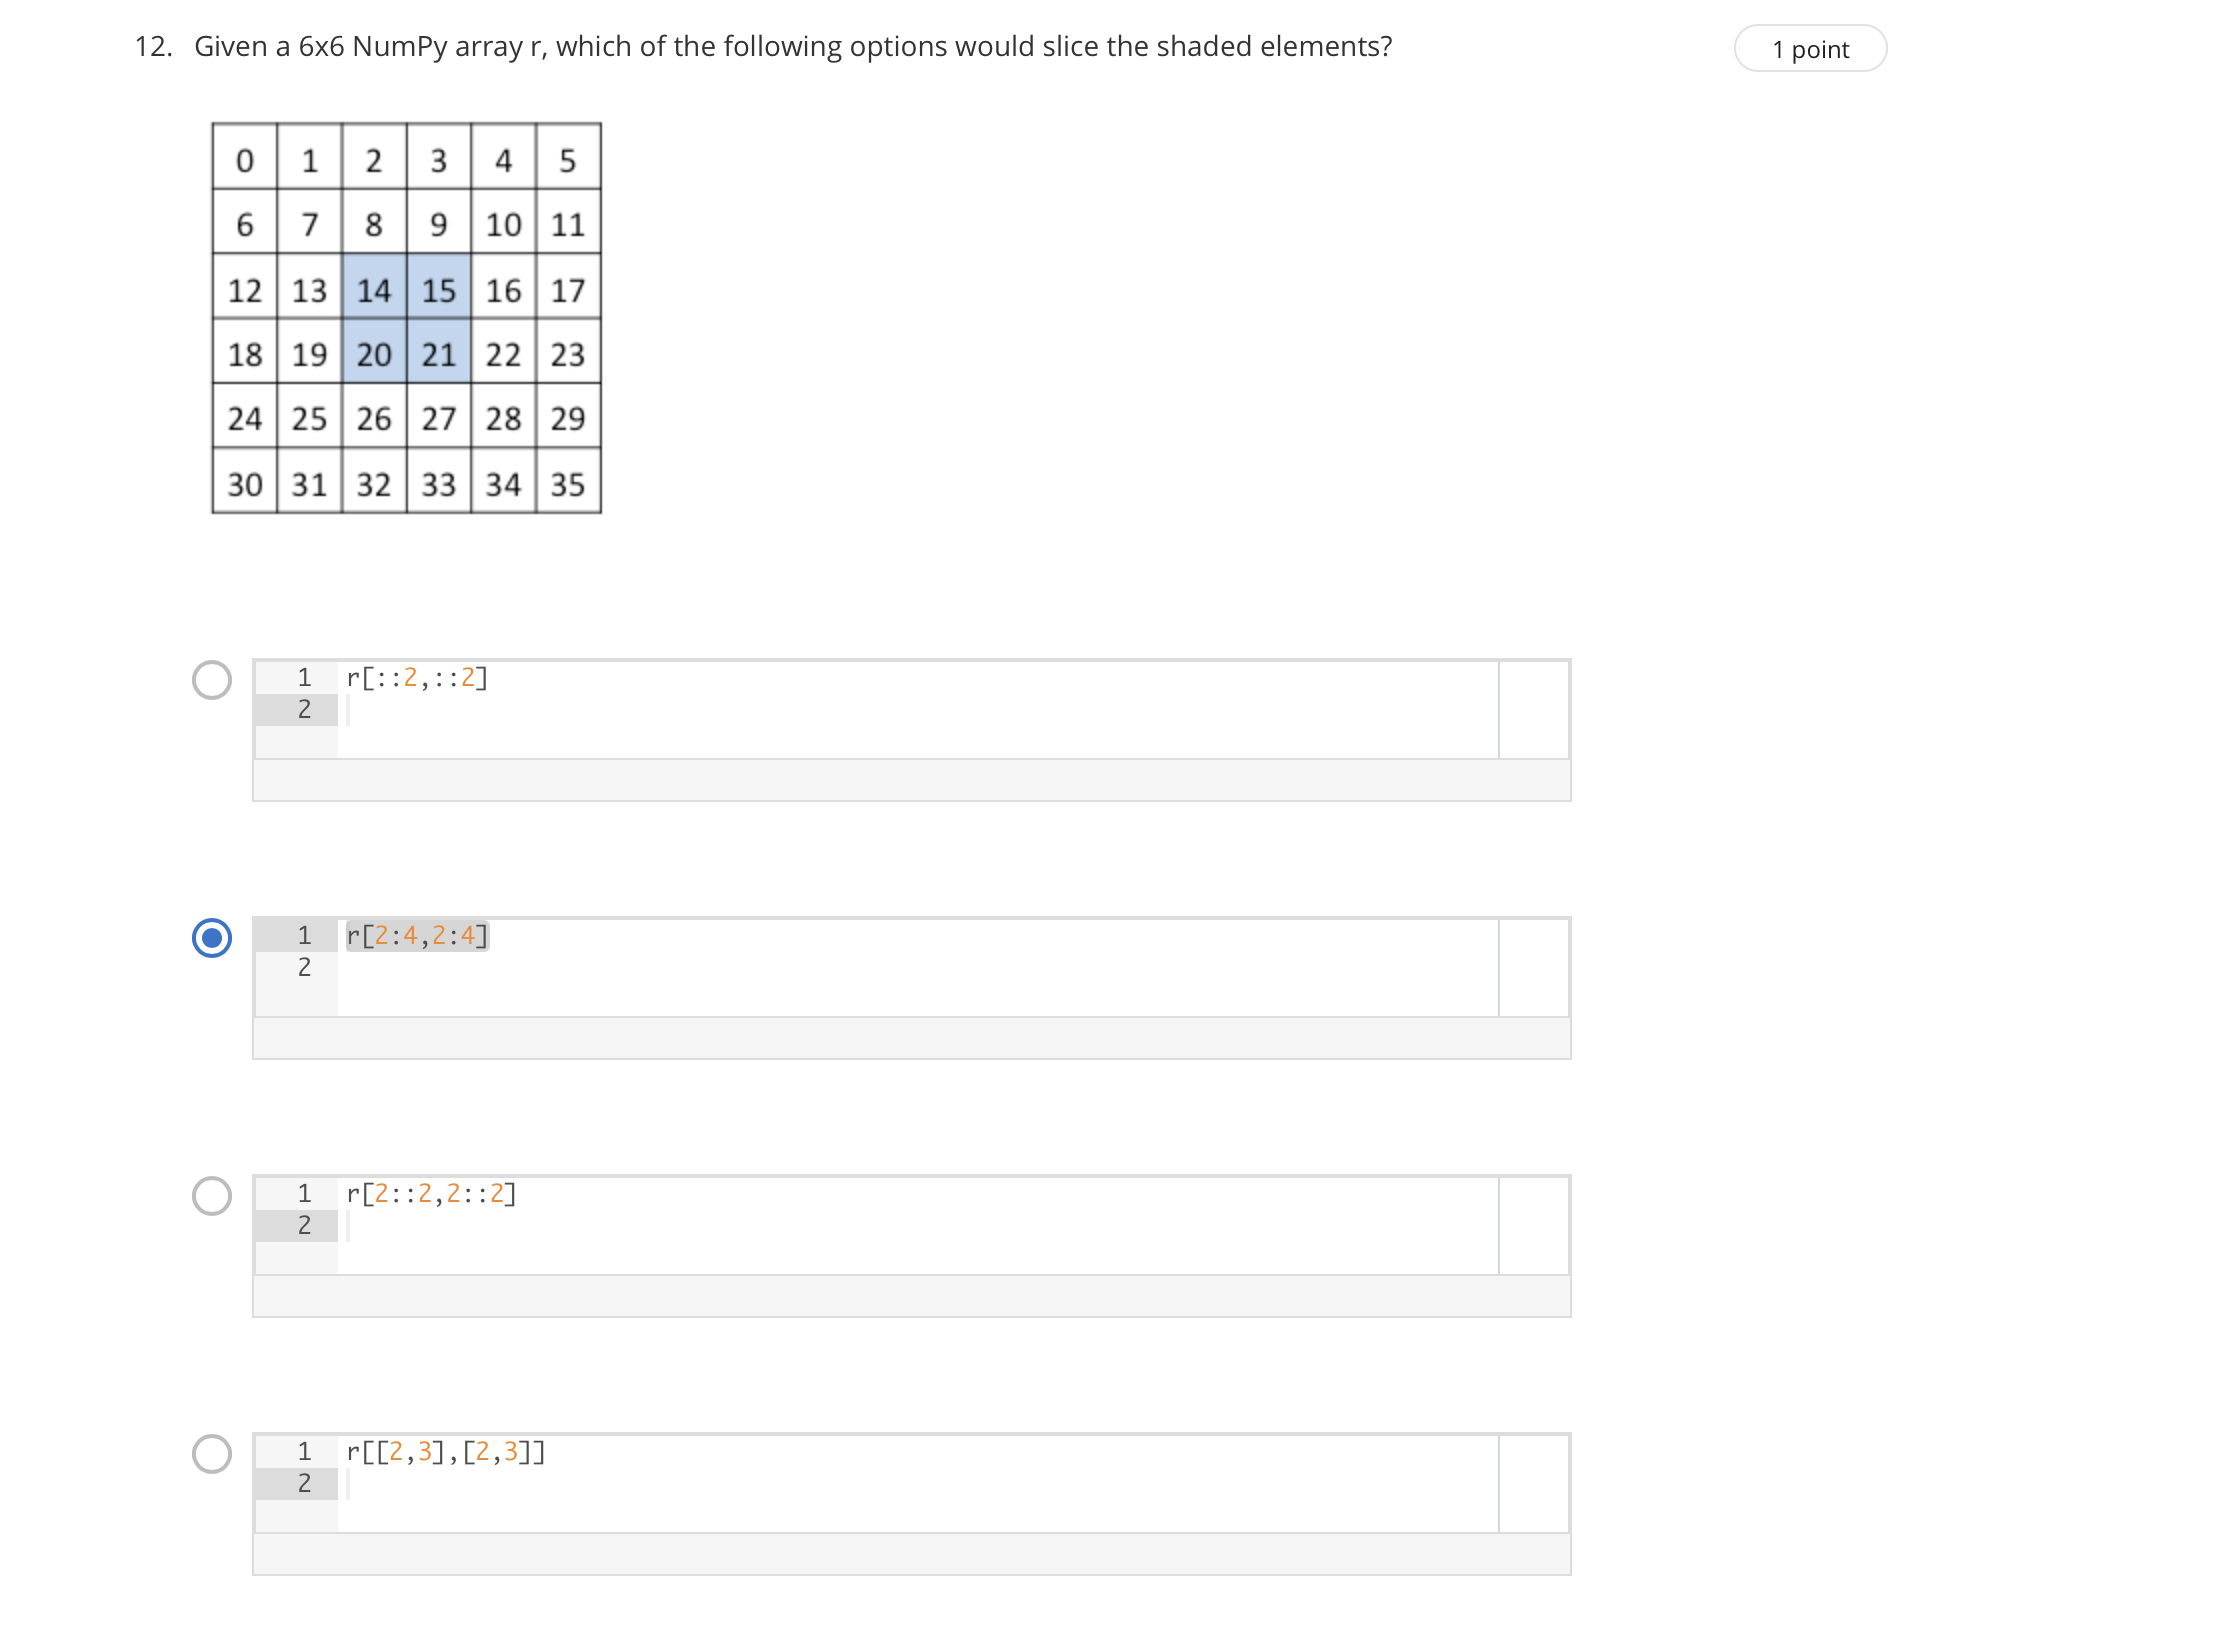 12. Given a 6x6 NumPy array r, which of the following options would slice the shaded elements?
1 point
0 1 2 3 4 5
6 7 8 9 10 11
12 13 14 15 16 17
18 19 20 21 22 23
24 25 26 27 28 29
30 31 32 33 34 35
1 r[::2,::2]
2
1 r[2:4,2:4]
2
1 r[2::2,2::2]
2
1 r[[2,3],[2,3]]
2